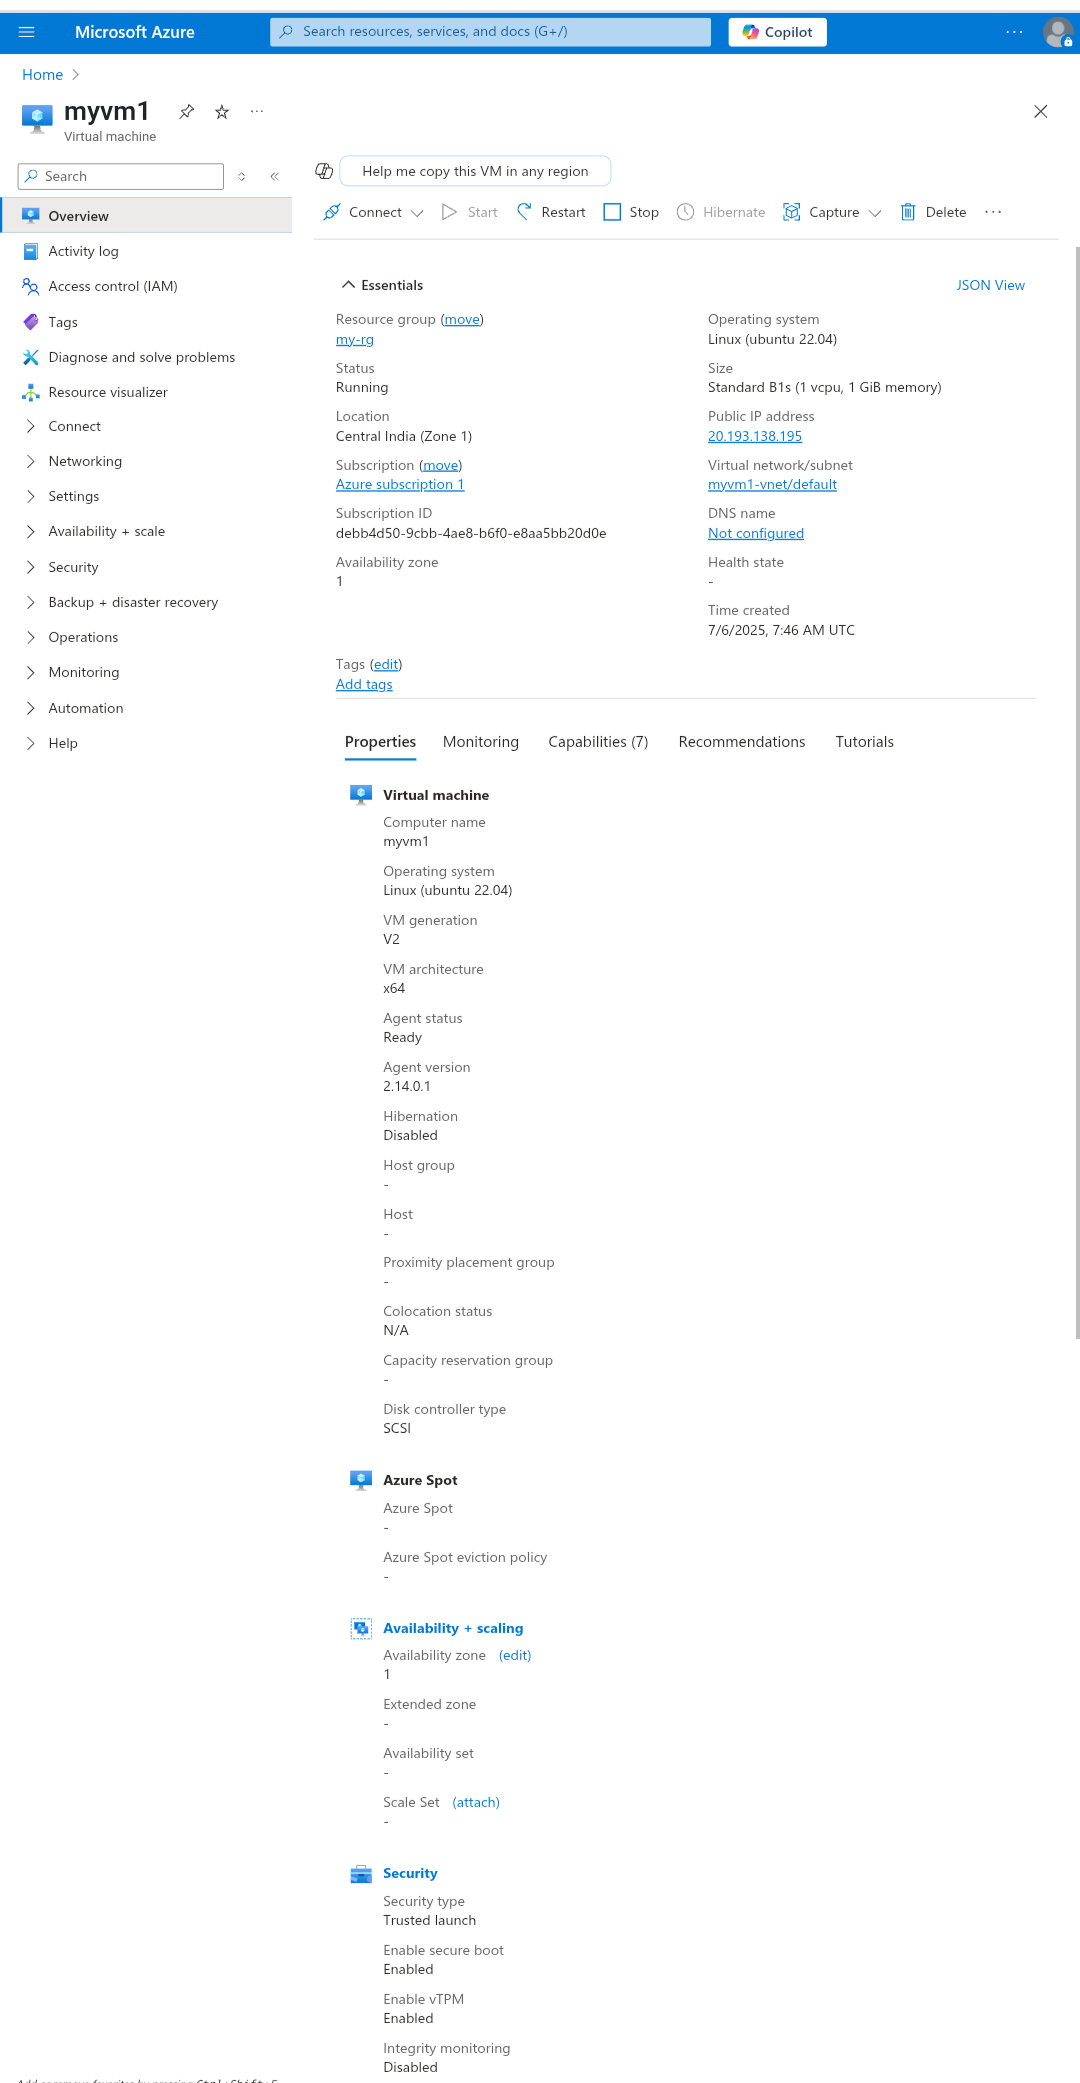 Microsoft Azure
Search resources, services, and docs (G+/)
Copilot
Home
myvm1
Virtual machine
Search
Overview
Activity log
Access control (IAM)
Tags
Diagnose and solve problems
Resource visualizer
Connect
Networking
Settings
Availability + scale
Security
Backup + disaster recovery
Operations
Monitoring
Automation
Help
Help me copy this VM in any region
Connect Start Restart Stop Hibernate Capture Delete
Essentials
JSON View
Resource group (move)
my-rg
Status
Running
Location
Central India (Zone 1)
Subscription (move)
Azure subscription 1
Subscription ID
debb4d50-9cbb-4ae8-b6f0-e8aa5bb20d0e
Availability zone
1
Operating system
Linux (ubuntu 22.04)
Size
Standard B1s (1 vcpu, 1 GiB memory)
Public IP address
20.193.138.195
Virtual network/subnet
myvm1-vnet/default
DNS name
Not configured
Health state
-
Time created
7/6/2025, 7:46 AM UTC
Tags (edit)
Add tags
Properties Monitoring Capabilities (7) Recommendations Tutorials
Virtual machine
Computer name
myvm1
Operating system
Linux (ubuntu 22.04)
VM generation
V2
VM architecture
x64
Agent status
Ready
Agent version
2.14.0.1
Hibernation
Disabled
Host group
-
Host
-
Proximity placement group
-
Colocation status
N/A
Capacity reservation group
-
Disk controller type
SCSI
Azure Spot
Azure Spot
-
Azure Spot eviction policy
-
Availability + scaling
Availability zone (edit)
1
Extended zone
-
Availability set
-
Scale Set (attach)
-
Security
Security type
Trusted launch
Enable secure boot
Enabled
Enable vTPM
Enabled
Integrity monitoring
Disabled